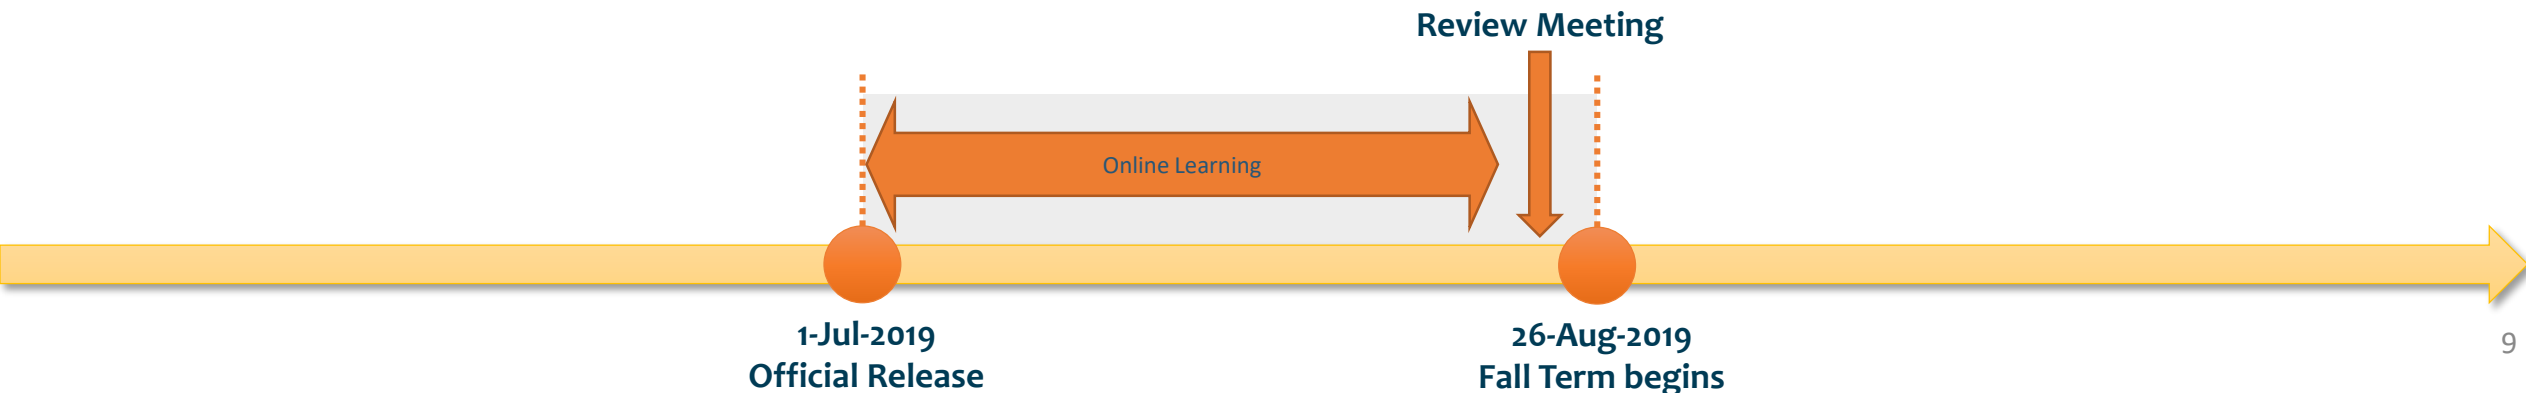 Review Meeting
Online Learning
1-Jul-2019
Official Release
26-Aug-2019
Fall Term begins
9